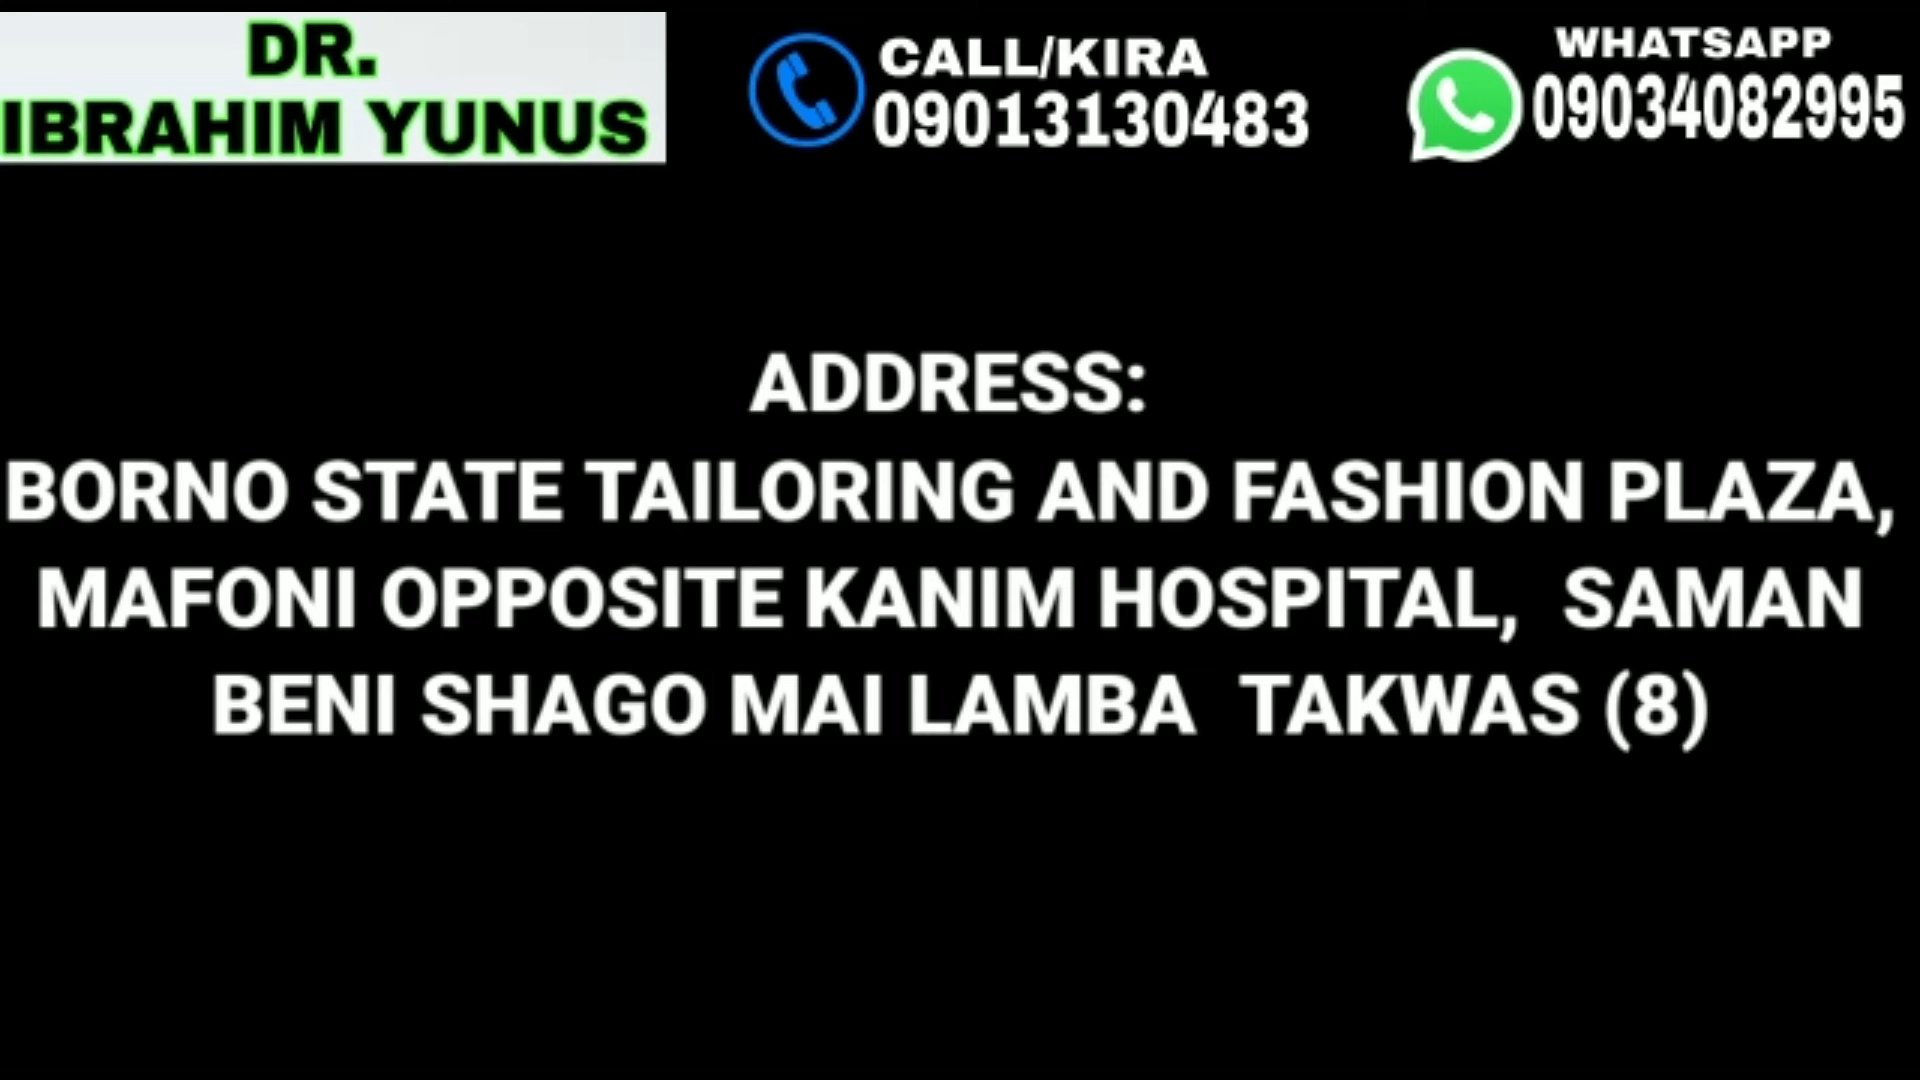 DR.
IBRAHIM YUNUS
CALL/KIRA
09013130483
WHATSAPP
09034082995
ADDRESS:
BORNO STATE TAILORING AND FASHION PLAZA,
MAFONI OPPOSITE KANIM HOSPITAL, SAMAN
BENI SHAGO MAI LAMBA TAKWAS (8)